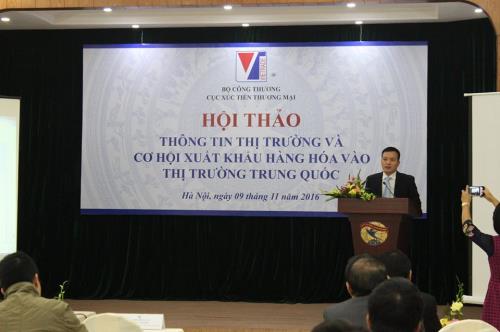 VIETRADE
®
BỘ CÔNG THƯƠNG
CỤC XÚC TIẾN THƯƠNG MẠI
HỘI THẢO
THÔNG TIN THỊ TRƯỜNG VÀ
CƠ HỘI XUẤT KHẨU HÀNG HÓA VÀO
THỊ TRƯỜNG TRUNG QUỐC
Hà Nội, ngày 09 tháng 11 năm 2016